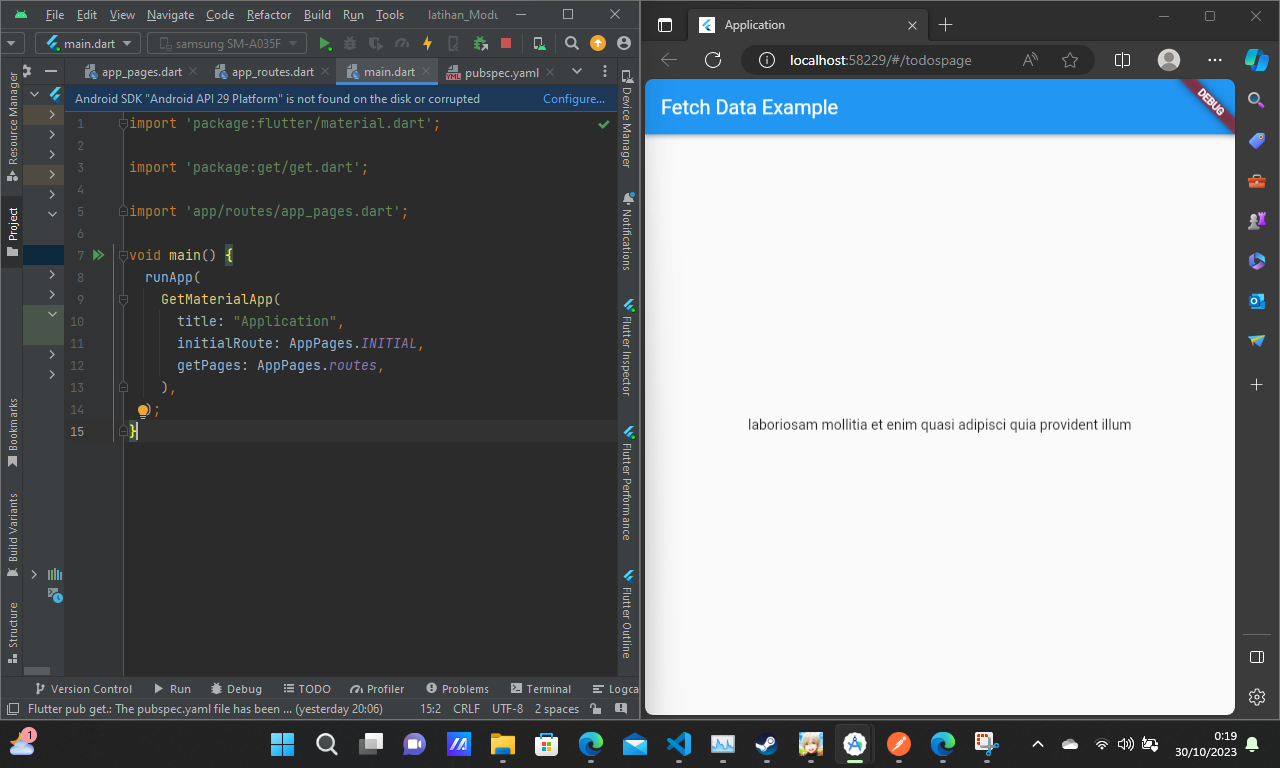 File Edit View Navigate Code Refactor Build Run Tools latihan_Modu
main.dart samsung SM-A035F
app_pages.dart app_routes.dart main.dart pubspec.yaml
Android SDK "Android API 29 Platform" is not found on the disk or corrupted Configure...
1 import 'package:flutter/material.dart';
2
3 import 'package:get/get.dart';
4
5 import 'app/routes/app_pages.dart';
6
7 void main() {
8 runApp(
9 GetMaterialApp(
10 title: "Application",
11 initialRoute: AppPages.INITIAL,
12 getPages: AppPages.routes,
13 ),
14 );
15 }
Resource Manager
Project
Bookmarks
Build Variants
Structure
Device Manager
Notifications
Flutter Inspector
Flutter Performance
Flutter Outline
Version Control Run Debug TODO Profiler Problems Terminal Logca
Flutter pub get.: The pubspec.yaml file has been ... (yesterday 20:06) 15:2 CRLF UTF-8 2 spaces
Application
localhost:58229/#/todospage
Fetch Data Example
DEBUG
laboriosam mollitia et enim quasi adipisci quia provident illum
1
0:19
30/10/2023